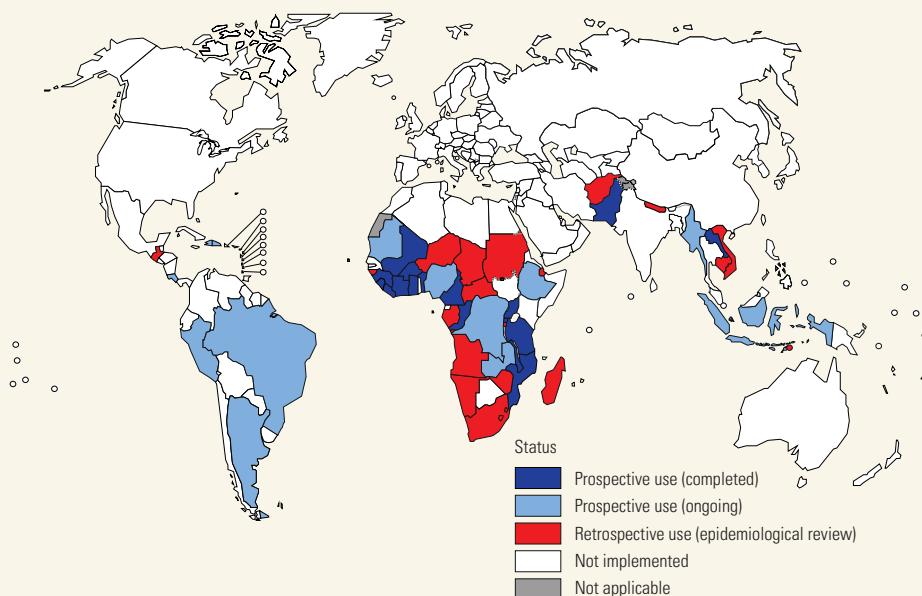 Status
Prospective use (completed)
Prospective use (ongoing)
Retrospective use (epidemiological review)
Not implemented
Not applicable